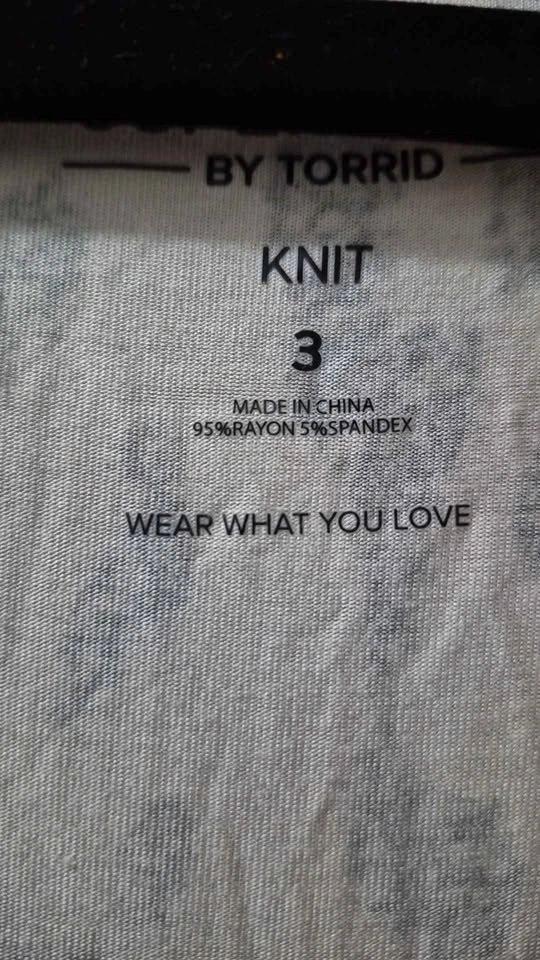 BY TORRID
KNIT
3
MADE IN CHINA
95%RAYON 5%SPANDEX
WEAR WHAT YOU LOVE